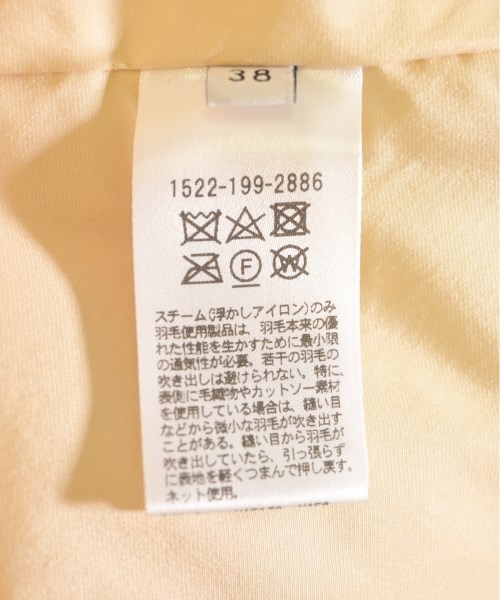 38
1522-199-2886
F
W
スチーム(浮かしアイロン)のみ
羽毛使用製品は、羽毛本来の優
れた性能を生かすために最小限
の通気性が必要。若干の羽毛の
吹き出しは避けられない。特に、
表側に毛織物やカットソー素材
を使用している場合は、縫い目
などから微小な羽毛が吹き出す
ことがある。縫い目から羽毛が
吹き出していたら、引っ張らず
に表地を軽くつまんで押し戻す。
ネット使用。